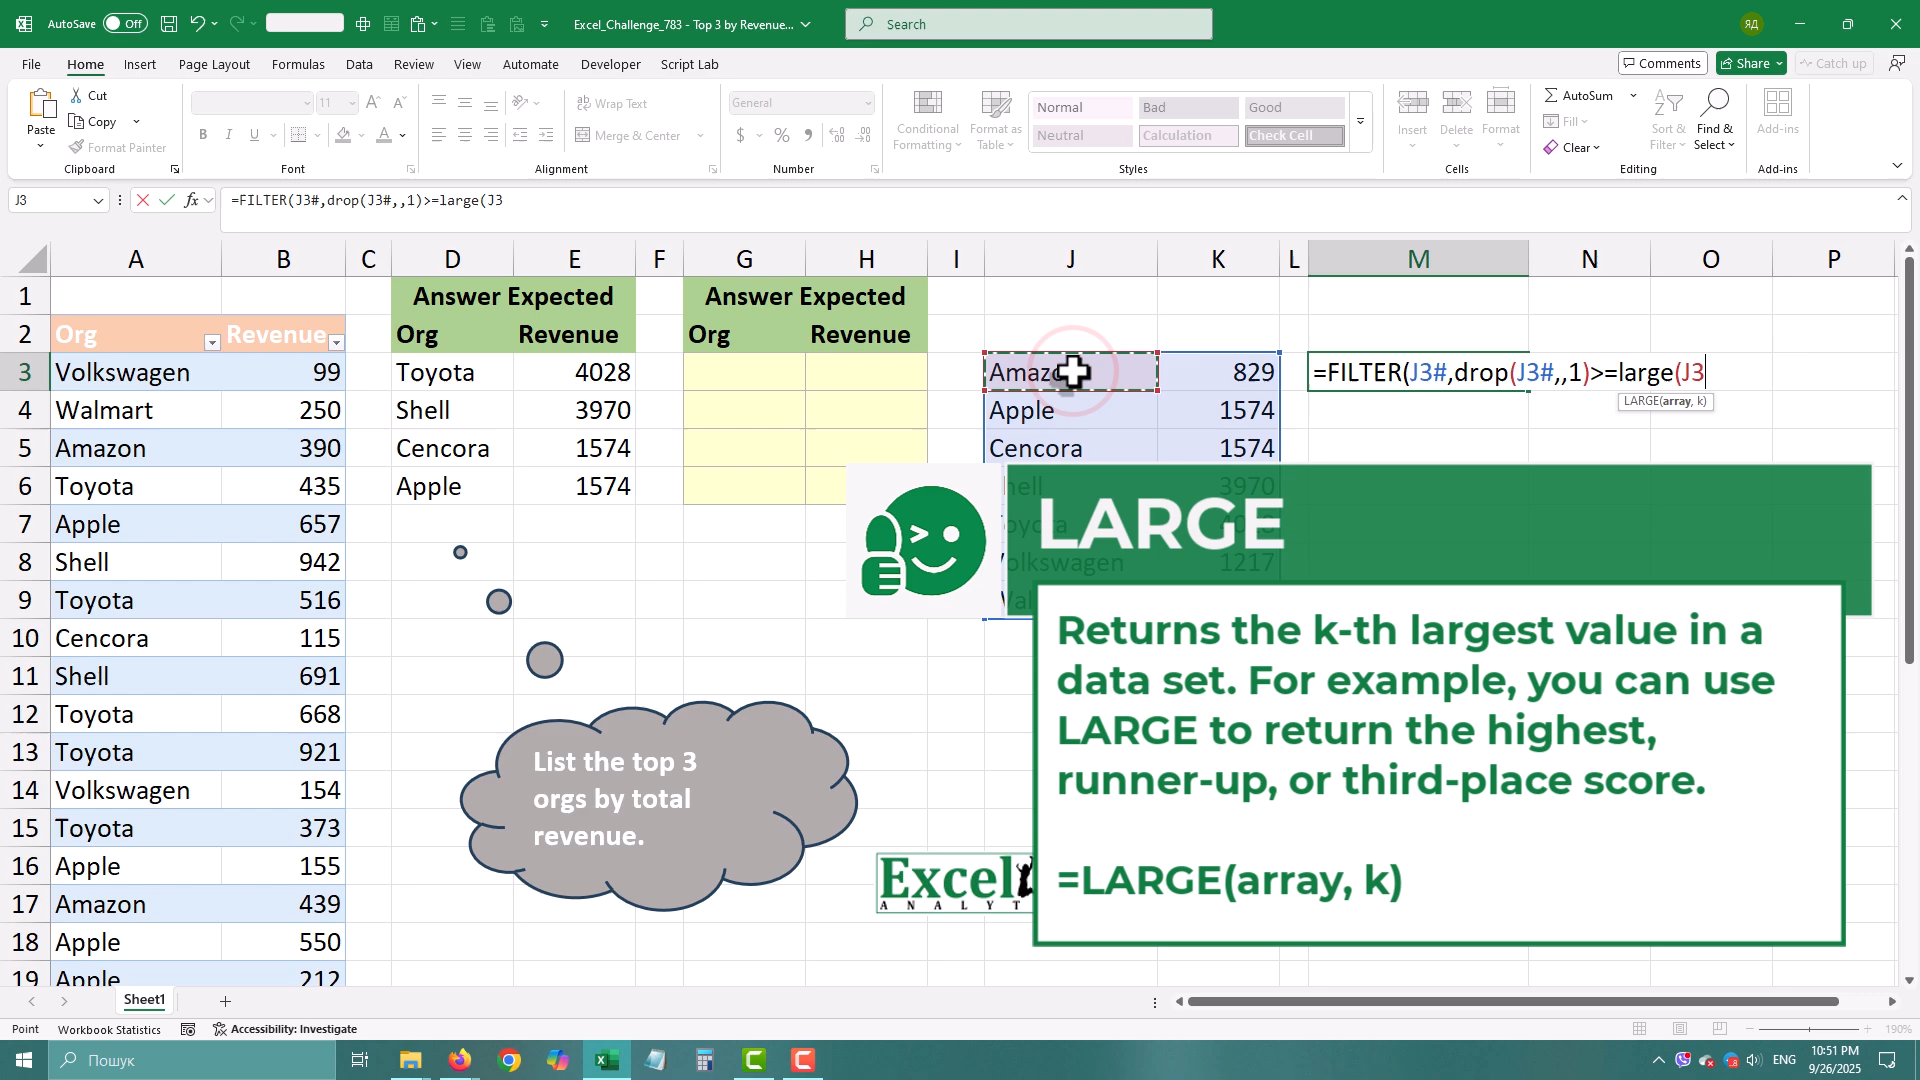 AutoSave Off
Excel_Challenge_783 - Top 3 by Revenue...
Search
ЯД
File Home Insert Page Layout Formulas Data Review View Automate Developer Script Lab
Comments Share Catch up
Paste Cut Copy Format Painter
11
Wrap Text
Merge & Center
General
Conditional Formatting
Format as Table
Normal Bad Good
Neutral Calculation Check Cell
Insert Delete Format
AutoSum
Fill
Clear
Sort & Filter
Find & Select
Add-ins
Clipboard Font Alignment Number Styles Cells Editing Add-ins
J3
fx
=FILTER(J3#,drop(J3#,,1)>=large(J3
A B C D E F G H I J K L M N O P
1 Answer Expected Answer Expected
2 Org Revenue Org Revenue Org Revenue
3 Volkswagen 99 Toyota 4028 Amazo 829 =FILTER(J3#,drop(J3#,,1)>=large(J3
LARGE(array, k)
4 Walmart 250 Shell 3970 Apple 1574
5 Amazon 390 Cencora 1574 Cencora 1574
6 Toyota 435 Apple 1574 hell 3970
7 Apple 657
8 Shell 942 olkswagen 1217
9 Toyota 516
10 Cencora 115
11 Shell 691
12 Toyota 668
13 Toyota 921
14 Volkswagen 154
15 Toyota 373
16 Apple 155
17 Amazon 439
18 Apple 550
19 Apple 212
List the top 3
orgs by total
revenue.
Excel
ANALYT
LARGE
Returns the k-th largest value in a
data set. For example, you can use
LARGE to return the highest,
runner-up, or third-place score.
=LARGE(array, k)
Sheet1
Point Workbook Statistics Accessibility: Investigate
190%
Пошук
ENG
10:51 PM
9/26/2025